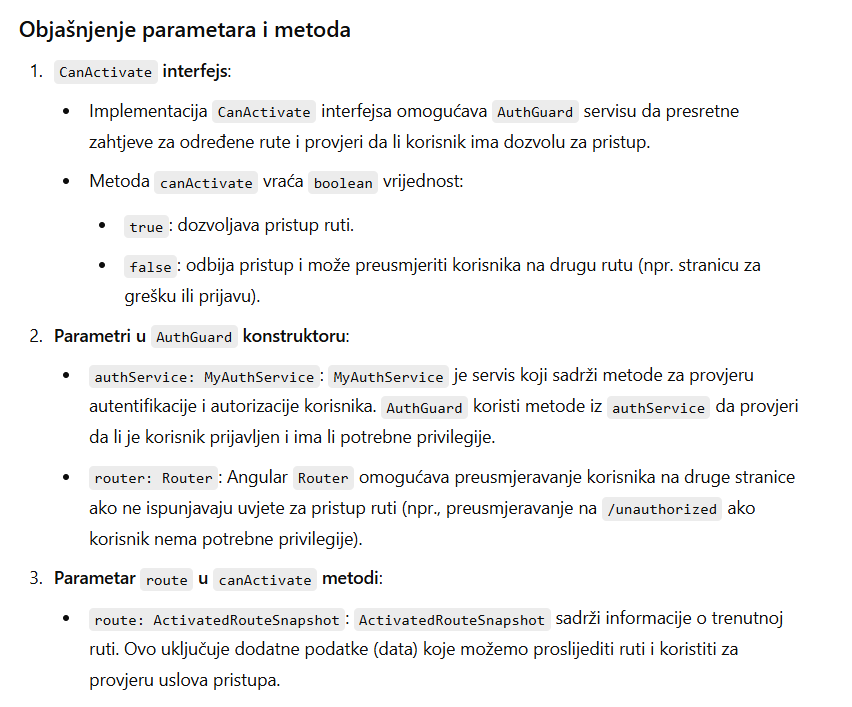 Objašnjenje parametara i metoda
1. CanActivate interfejs:
• Implementacija CanActivate interfejsa omogućava AuthGuard servisu da presretne
zahtjeve za određene rute i provjeri da li korisnik ima dozvolu za pristup.
• Metoda canActivate vraća boolean vrijednost:
• true: dozvoljava pristup ruti.
• false: odbija pristup i može preusmjeriti korisnika na drugu rutu (npr. stranicu za
grešku ili prijavu).
2. Parametri u AuthGuard konstruktoru:
• authService: MyAuthService: MyAuthService je servis koji sadrži metode za provjeru
autentifikacije i autorizacije korisnika. AuthGuard koristi metode iz authService da provjeri
da li je korisnik prijavljen i ima li potrebne privilegije.
• router: Router: Angular Router omogućava preusmjeravanje korisnika na druge stranice
ako ne ispunjavaju uvjete za pristup ruti (npr., preusmjeravanje na /unauthorized ako
korisnik nema potrebne privilegije).
3. Parametar route u canActivate metodi:
• route: ActivatedRouteSnapshot: ActivatedRouteSnapshot sadrži informacije o trenutnoj
ruti. Ovo uključuje dodatne podatke (data) koje možemo proslijediti ruti i koristiti za
provjeru uslova pristupa.